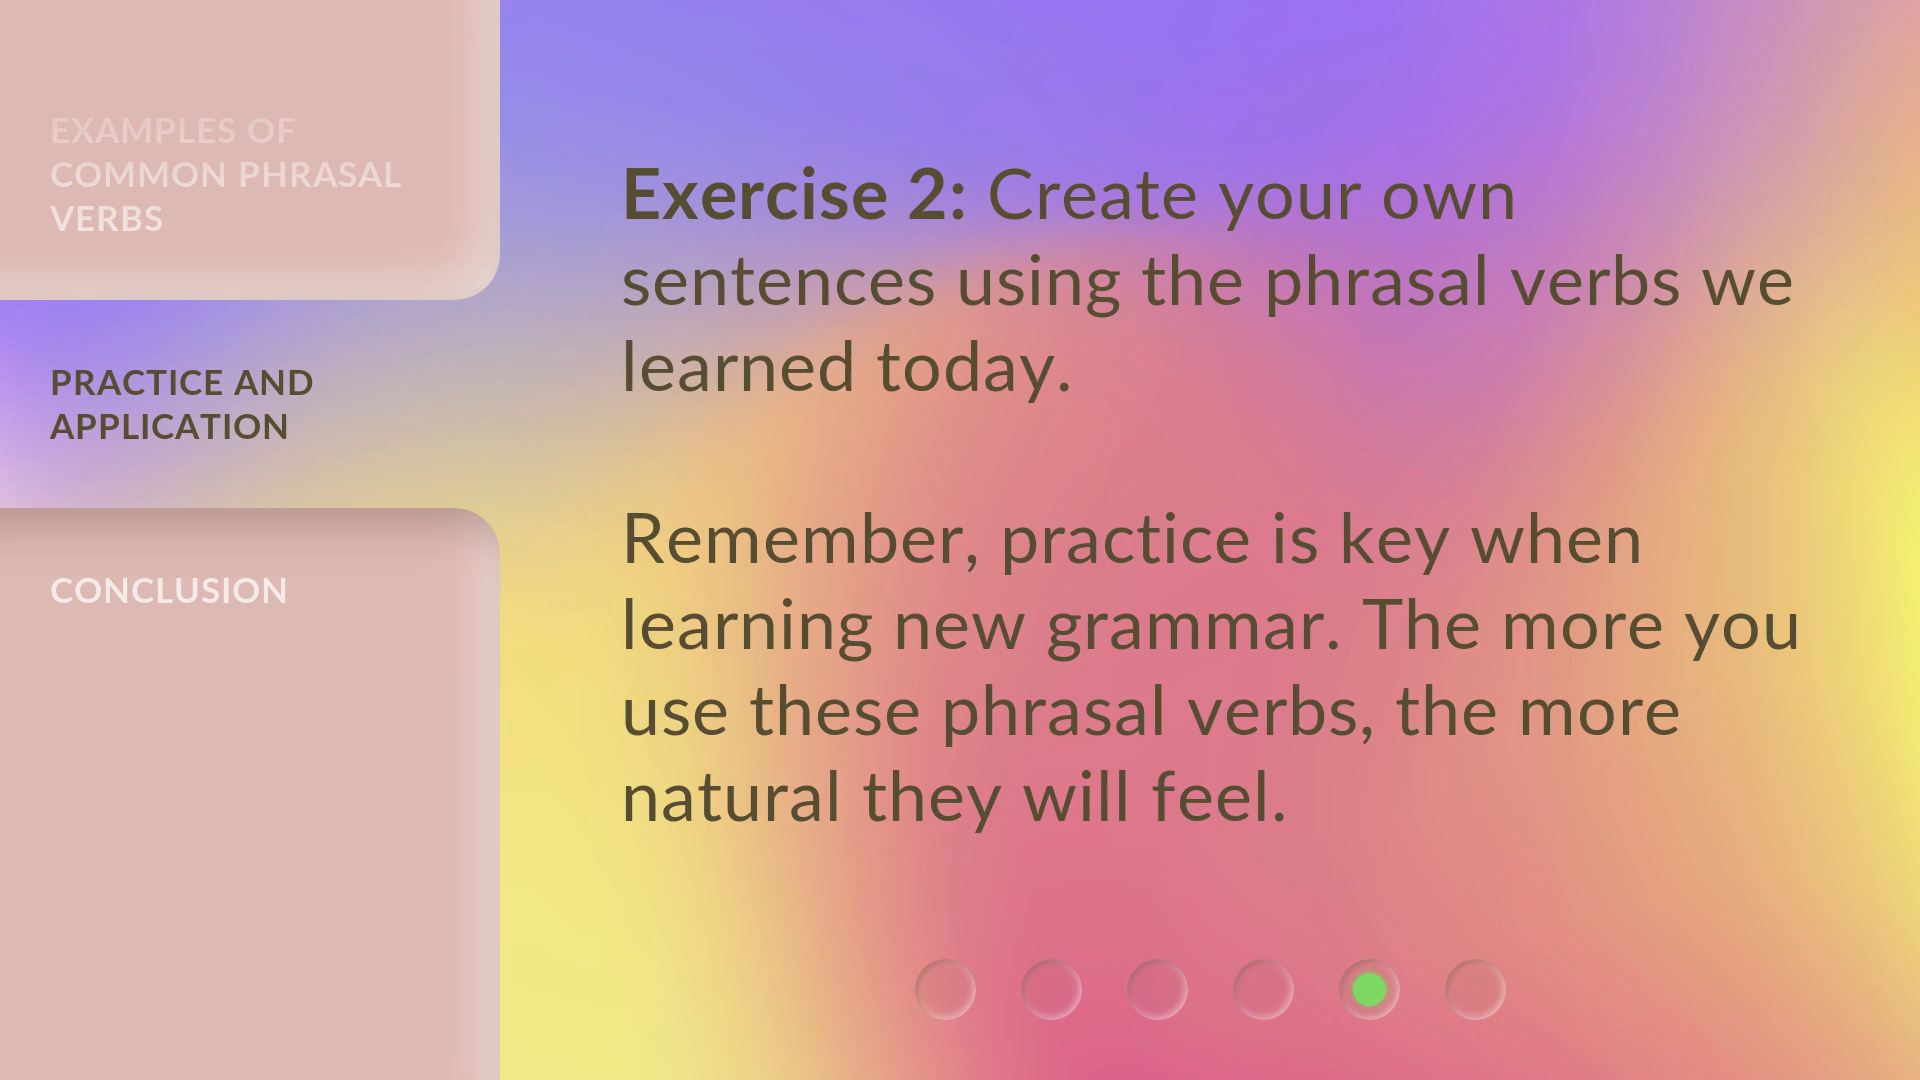 VERBS
EXAMPLES OF
COMMON PHRASAL
VERBS
PRACTICE AND
APPLICATION
CONCLUSION
Exercise 2: Create your own
sentences using the phrasal verbs we
learned today.
Remember, practice is key when
learning new grammar. The more you
use these phrasal verbs, the more
natural they will feel.